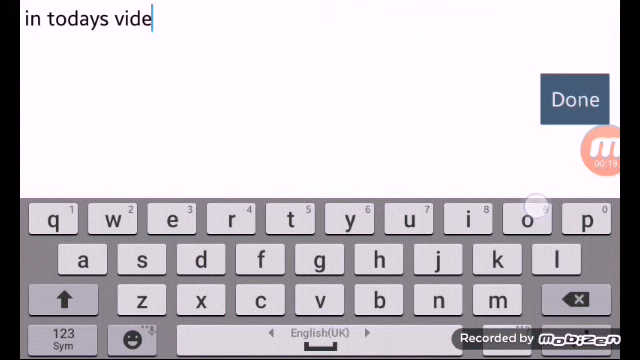 in todays vide
Done
00:19
q 1 w 2 e 3 r 4 t 5 y 6 u 7 i 8 o 9 p 0
a s d f g h j k l
z x c v b n m
123
Sym
English(UK)
Recorded by
mobizen